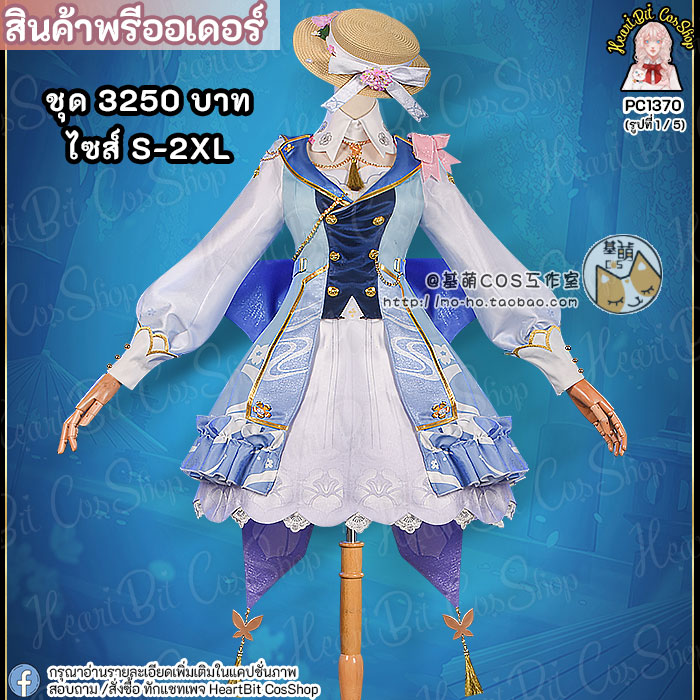 สินค้าพรีออเดอร์
HeartBit CosShop
PC1370
(รูปที่ 1 / 5)
ชุด 3250 บาท
ไซส์ S-2XL
基萌
COS
@基萌COS工作室
http://mo-ho.taobao.com/
HeartBit CosShop
กรุณาอ่านรายละเอียดเพิ่มเติมในแคปชั่นภาพ
สอบถาม /สั่งซื้อ ทักแชทเพจ HeartBit CosShop